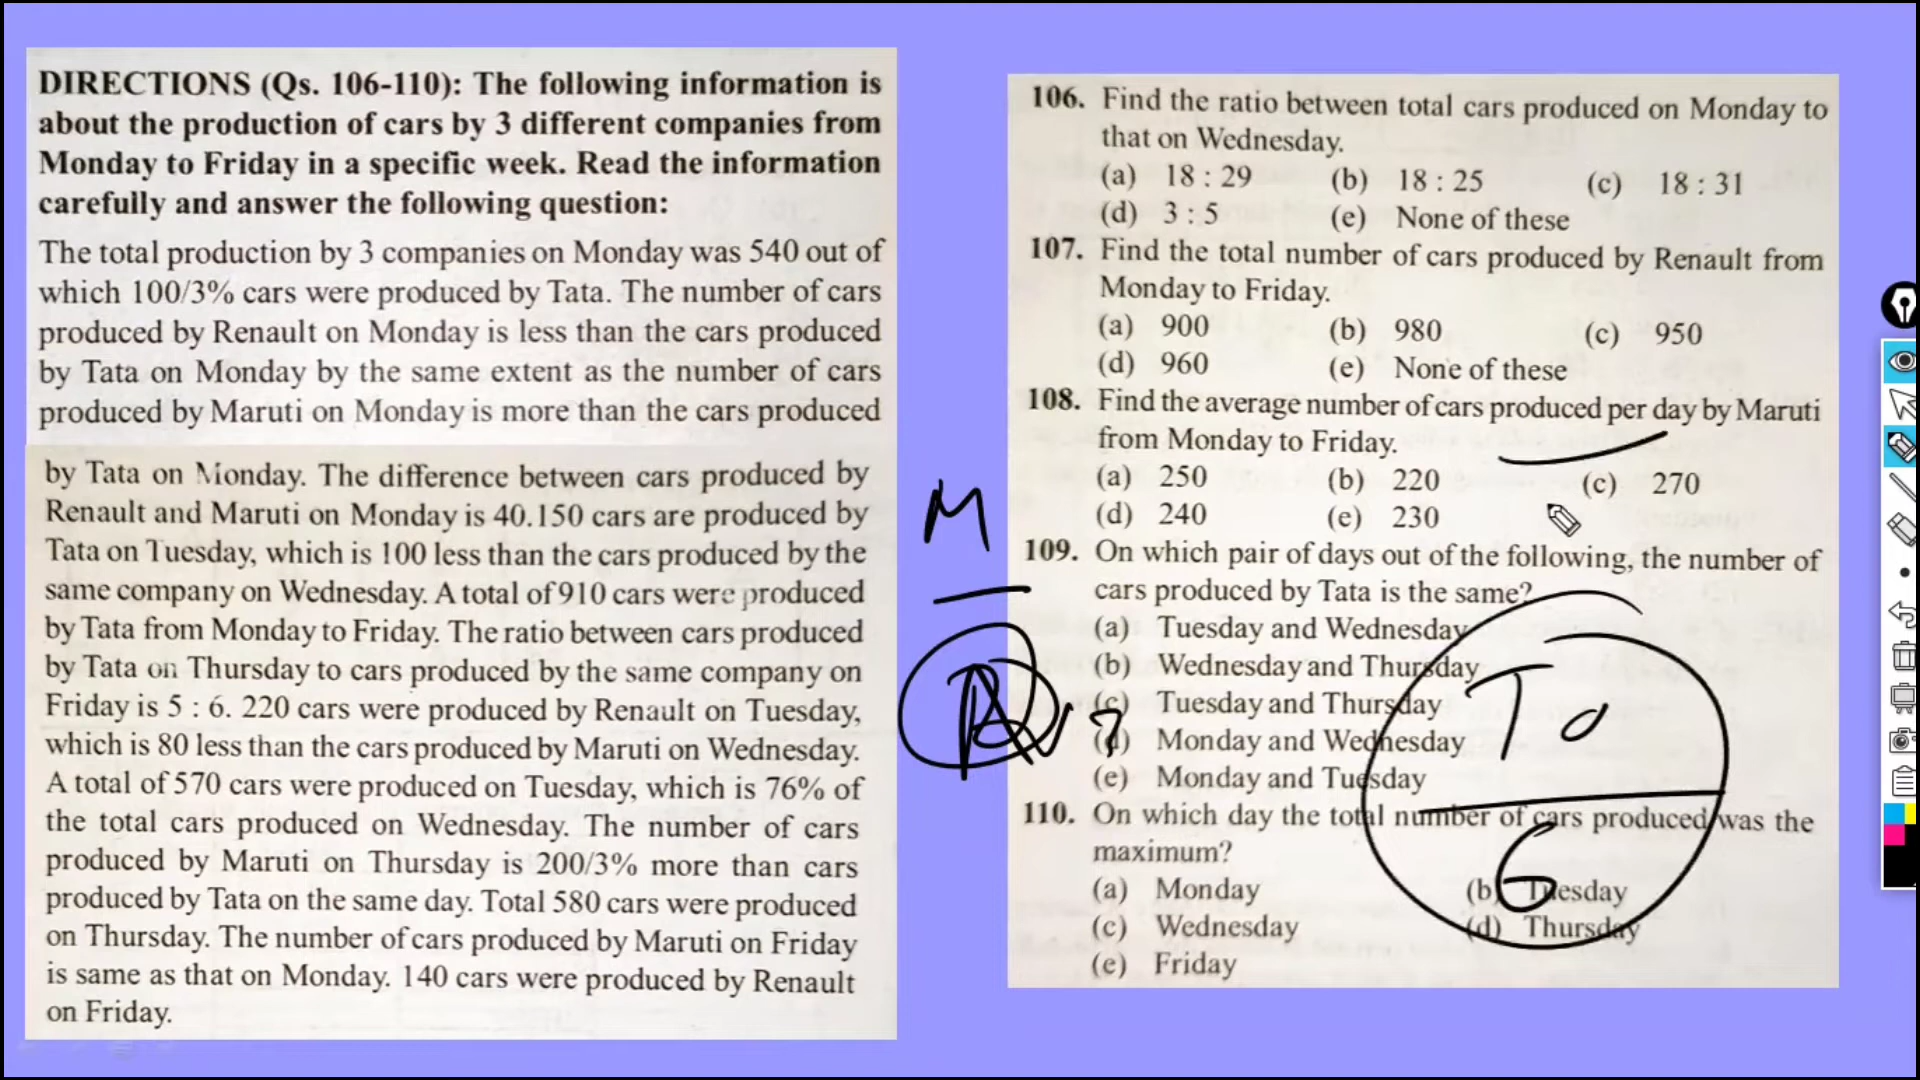 DIRECTIONS (Qs. 106-110): The following information is
about the production of cars by 3 different companies from
Monday to Friday in a specific week. Read the information
carefully and answer the following question:
The total production by 3 companies on Monday was 540 out of
which 100/3% cars were produced by Tata. The number of cars
produced by Renault on Monday is less than the cars produced
by Tata on Monday by the same extent as the number of cars
produced by Maruti on Monday is more than the cars produced
by Tata on Monday. The difference between cars produced by
Renault and Maruti on Monday is 40.150 cars are produced by
Tata on Tuesday, which is 100 less than the cars produced by the
same company on Wednesday. A total of 910 cars were produced
by Tata from Monday to Friday. The ratio between cars produced
by Tata on Thursday to cars produced by the same company on
Friday is 5 : 6. 220 cars were produced by Renault on Tuesday,
which is 80 less than the cars produced by Maruti on Wednesday.
A total of 570 cars were produced on Tuesday, which is 76% of
the total cars produced on Wednesday. The number of cars
produced by Maruti on Thursday is 200/3% more than cars
produced by Tata on the same day. Total 580 cars were produced
on Thursday. The number of cars produced by Maruti on Friday
is same as that on Monday. 140 cars were produced by Renault
on Friday.
M
106. Find the ratio between total cars produced on Monday to
that on Wednesday.
(a) 18 : 29 (b) 18 : 25 (c) 18 : 31
(d) 3 : 5 (e) None of these
107. Find the total number of cars produced by Renault from
Monday to Friday.
(a) 900 (b) 980 (c) 950
(d) 960 (e) None of these
108. Find the average number of cars produced per day by Maruti
from Monday to Friday.
(a) 250 (b) 220 (c) 270
(d) 240 (e) 230
109. On which pair of days out of the following, the number of
cars produced by Tata is the same?
(a) Tuesday and Wednesday
(b) Wednesday and Thursday
(c) Tuesday and Thursday
(d) Monday and Wednesday
(e) Monday and Tuesday
110. On which day the total number of cars produced was the
maximum?
(a) Monday (b) Tuesday
(c) Wednesday (d) Thursday
(e) Friday